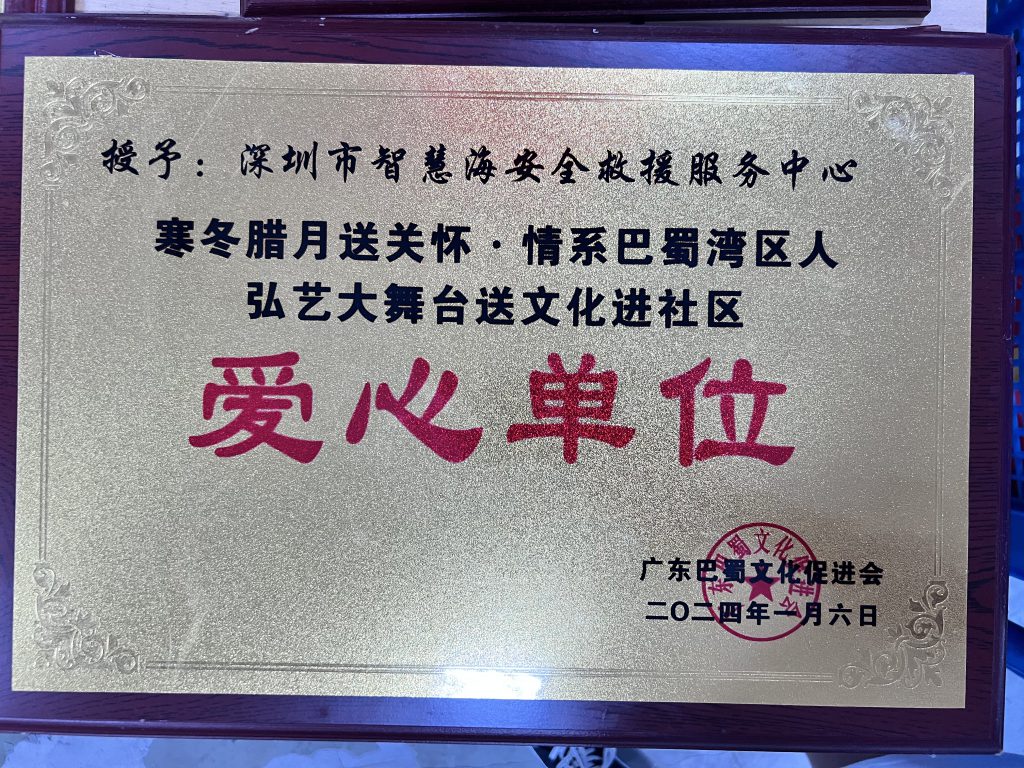 授予：深圳市智慧海安全救援服务中心
寒冬腊月送关怀·情系巴蜀湾区人
弘艺大舞台送文化进社区
爱心单位
广东巴蜀文化促进会
二〇二四年一月六日